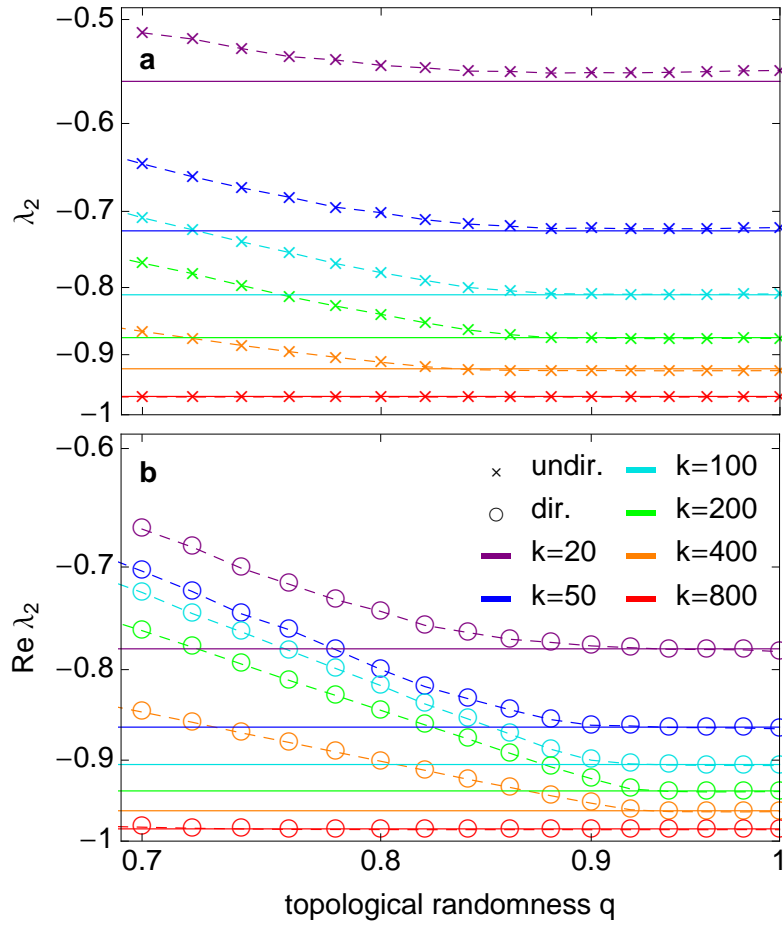 −0.5
a
−0.6
−0.7
λ2
−0.8
−0.9
−1
−0.6
b
× undir.
k=100
dir.
k=200
k=20
k=400
k=50
k=800
−0.7
Re λ2
−0.8
−0.9
−1
0.7
0.8
0.9
1
topological randomness q